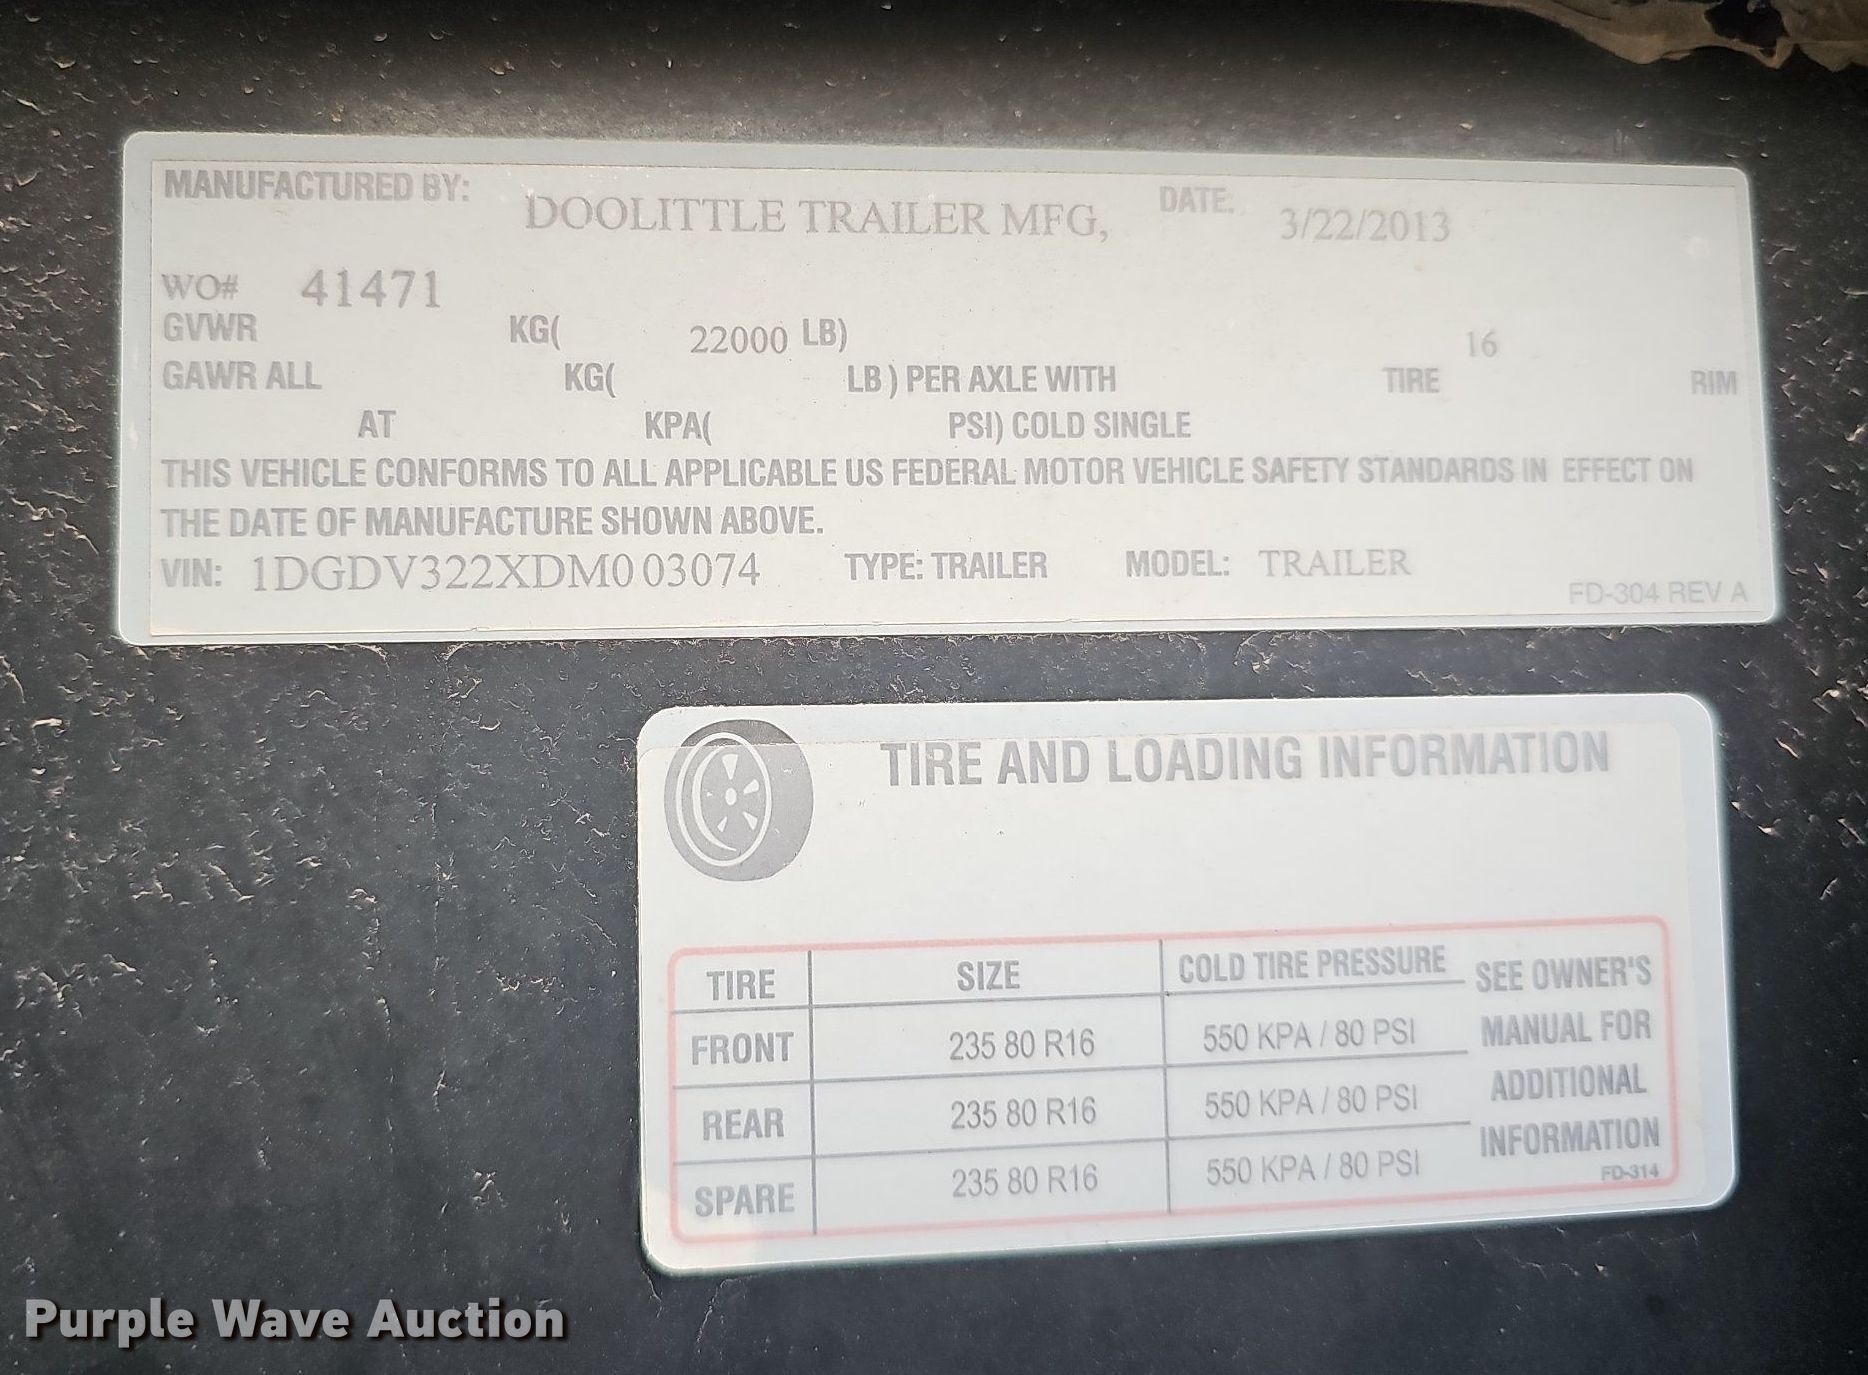 MANUFACTURED BY: DOOLITTLE TRAILER MFG, DATE: 3/22/2013
WO# 41471
GVWR KG( 22000 LB) 16
GAWR ALL KG( LB ) PER AXLE WITH TIRE RIM
AT KPA( PSI) COLD SINGLE
THIS VEHICLE CONFORMS TO ALL APPLICABLE US FEDERAL MOTOR VEHICLE SAFETY STANDARDS IN EFFECT ON
THE DATE OF MANUFACTURE SHOWN ABOVE.
VIN: 1DGDV322XDM003074 TYPE: TRAILER MODEL: TRAILER
FD-304 REV A
TIRE AND LOADING INFORMATION
TIRE SIZE COLD TIRE PRESSURE
FRONT 235 80 R16 550 KPA / 80 PSI
REAR 235 80 R16 550 KPA / 80 PSI
SPARE 235 80 R16 550 KPA / 80 PSI
SEE OWNER'S
MANUAL FOR
ADDITIONAL
INFORMATION
FD-314
Purple Wave Auction